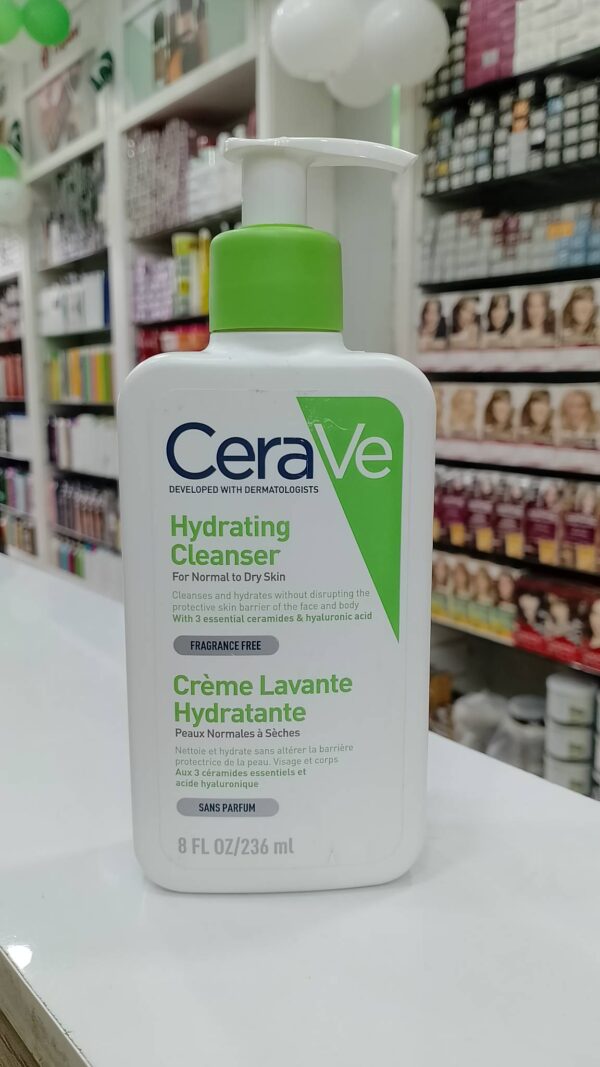 CeraVe
DEVELOPED WITH DERMATOLOGISTS
Hydrating
Cleanser
For Normal to Dry Skin
Cleanses and hydrates without disrupting the
protective skin barrier of the face and body
With 3 essential ceramides & hyaluronic acid
FRAGRANCE FREE
Crème Lavante
Hydratante
Peaux Normales à Sèches
Nettoie et hydrate sans altérer la barrière
protectrice de la peau. Visage et corps
Aux 3 céramides essentiels et
acide hyaluronique
SANS PARFUM
8 FL OZ/236 ml